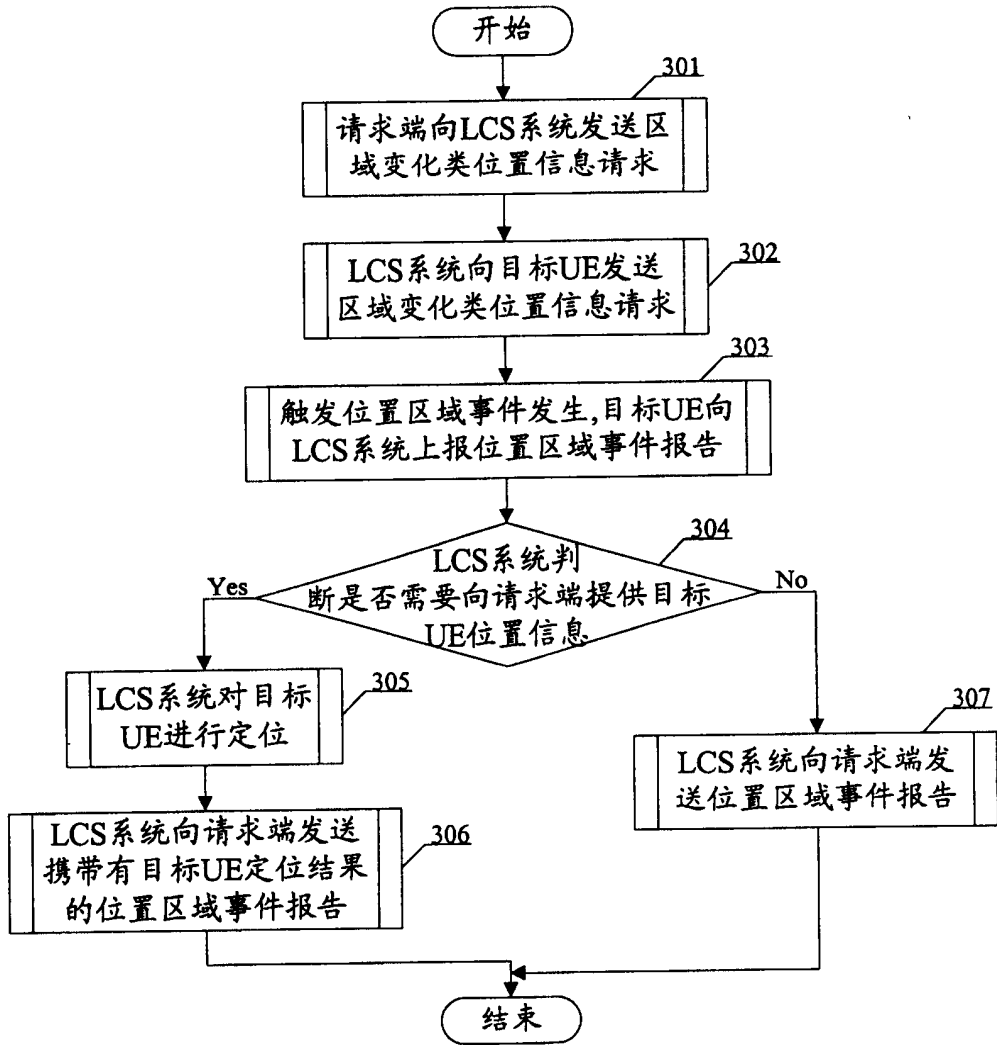 开始
301
请求端向LCS系统发送区
域变化类位置信息请求
302
LCS系统向目标UE发送
区域变化类位置信息请求
303
触发位置区域事件发生,目标UE向
LCS系统上报位置区域事件报告
304
LCS系统判
断是否需要向请求端提供目标
UE位置信息
Yes
No
305
LCS系统对目标
UE进行定位
307
LCS系统向请求端发
送位置区域事件报告
306
LCS系统向请求端发送
携带有目标UE定位结果
的位置区域事件报告
结束